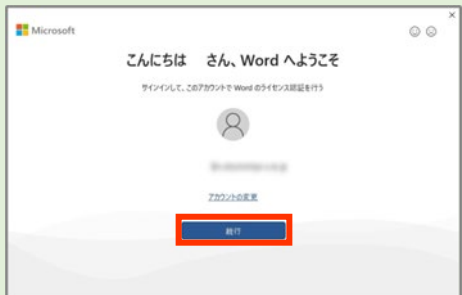 Microsoft
こんにちは さん、Word へようこそ
サインインして、このアカウントで Word のライセンス認証を行う
アカウントの変更
続行